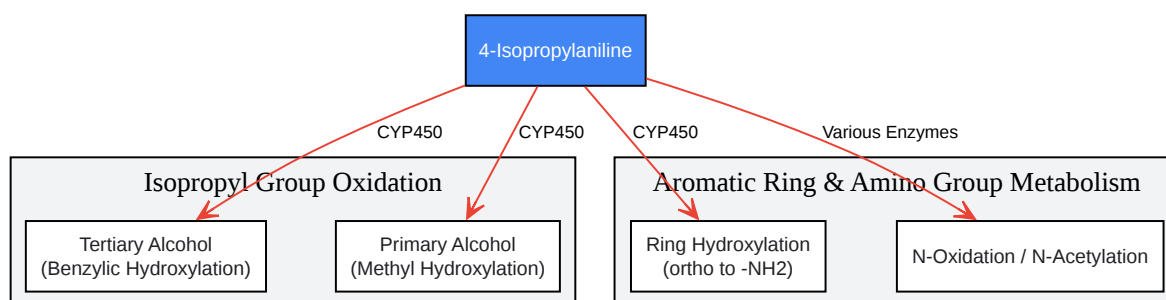 4-Isopropylaniline
CYP450
CYP450
CYP450
Various Enzymes
Isopropyl Group Oxidation
Aromatic Ring & Amino Group Metabolism
Tertiary Alcohol
(Benzylic Hydroxylation)
Primary Alcohol
(Methyl Hydroxylation)
Ring Hydroxylation
(ortho to -NH2)
N-Oxidation / N-Acetylation